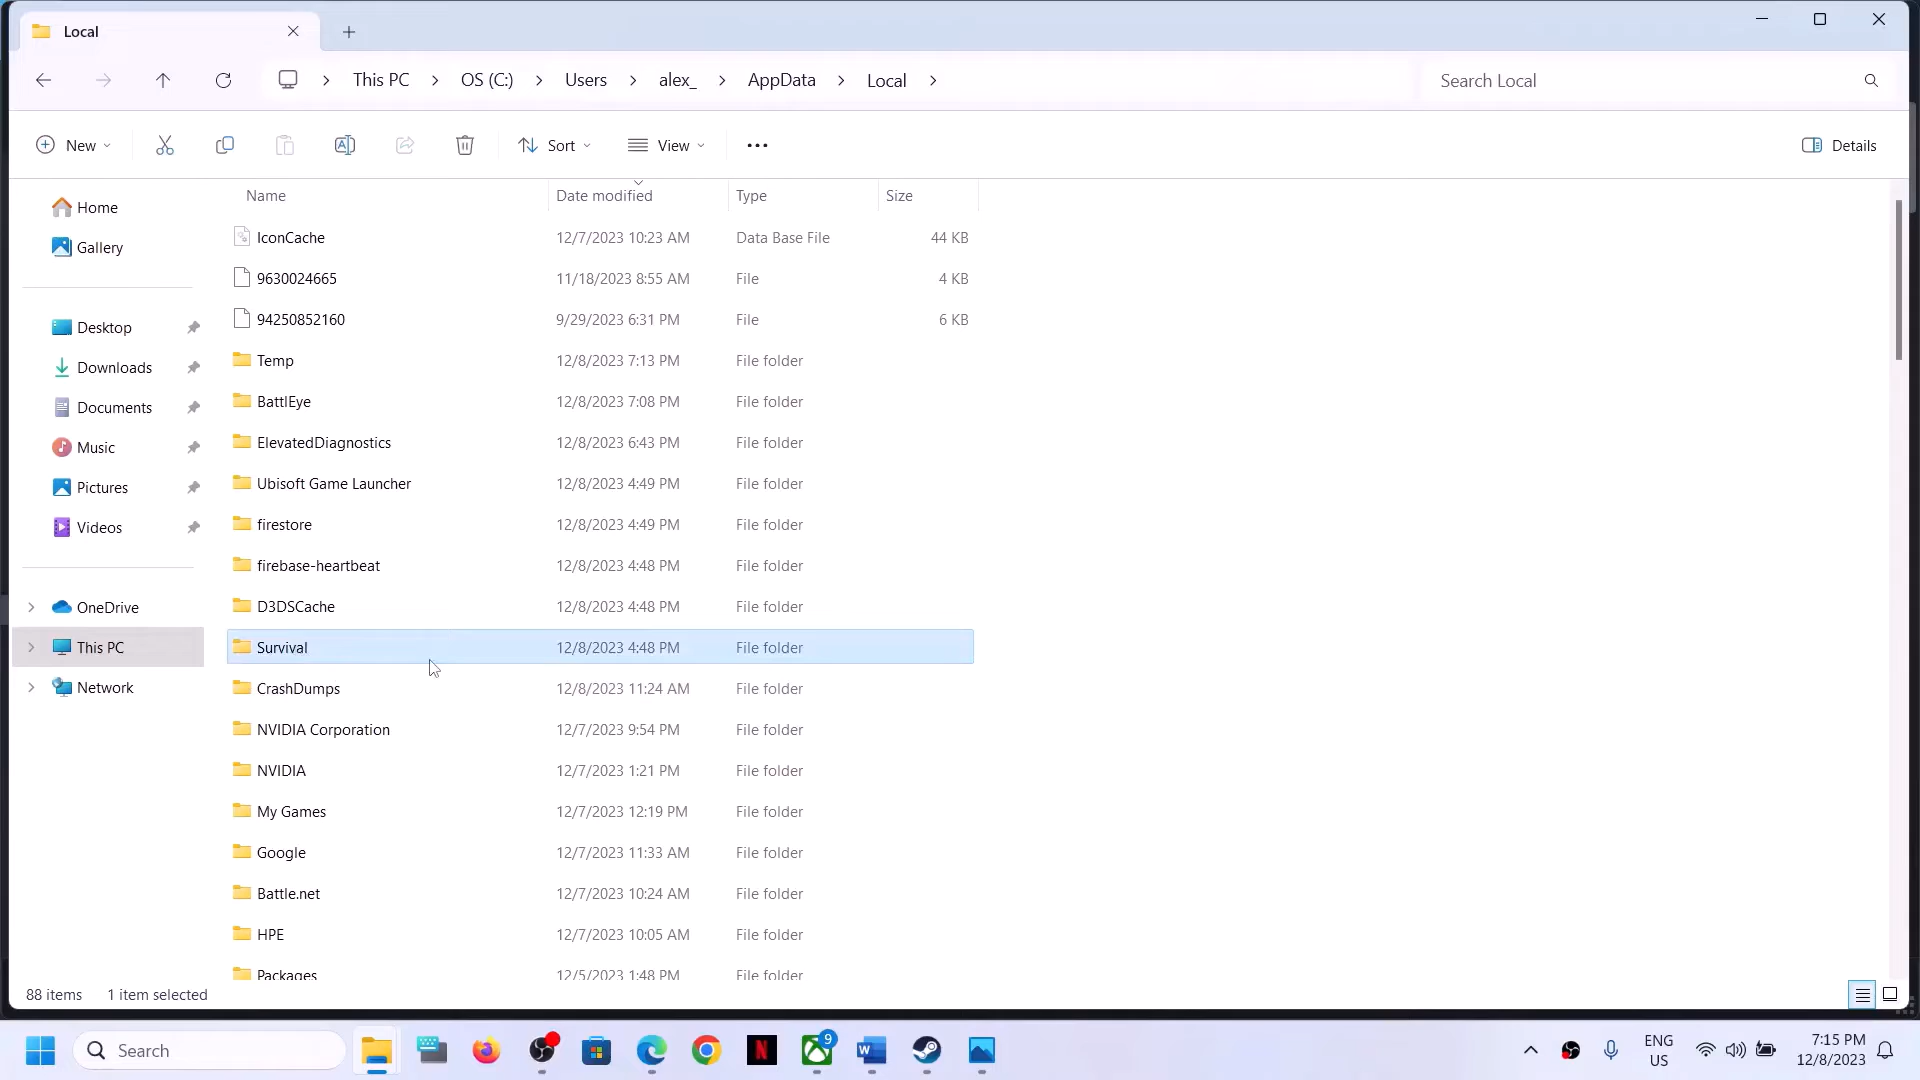 Local
This PC > OS (C:) > Users > alex_ > AppData > Local >
Search Local
New
Sort
View
Details
Name Date modified Type Size
Home
Gallery
Desktop
Downloads
Documents
Music
Pictures
Videos
OneDrive
This PC
Network
IconCache 12/7/2023 10:23 AM Data Base File 44 KB
9630024665 11/18/2023 8:55 AM File 4 KB
94250852160 9/29/2023 6:31 PM File 6 KB
Temp 12/8/2023 7:13 PM File folder
BattlEye 12/8/2023 7:08 PM File folder
ElevatedDiagnostics 12/8/2023 6:43 PM File folder
Ubisoft Game Launcher 12/8/2023 4:49 PM File folder
firestore 12/8/2023 4:49 PM File folder
firebase-heartbeat 12/8/2023 4:48 PM File folder
D3DSCache 12/8/2023 4:48 PM File folder
Survival 12/8/2023 4:48 PM File folder
CrashDumps 12/8/2023 11:24 AM File folder
NVIDIA Corporation 12/7/2023 9:54 PM File folder
NVIDIA 12/7/2023 1:21 PM File folder
My Games 12/7/2023 12:19 PM File folder
Google 12/7/2023 11:33 AM File folder
Battle.net 12/7/2023 10:24 AM File folder
HPE 12/7/2023 10:05 AM File folder
Packages 12/5/2023 1:48 PM File folder
88 items 1 item selected
Search
9
ENG
US
7:15 PM
12/8/2023